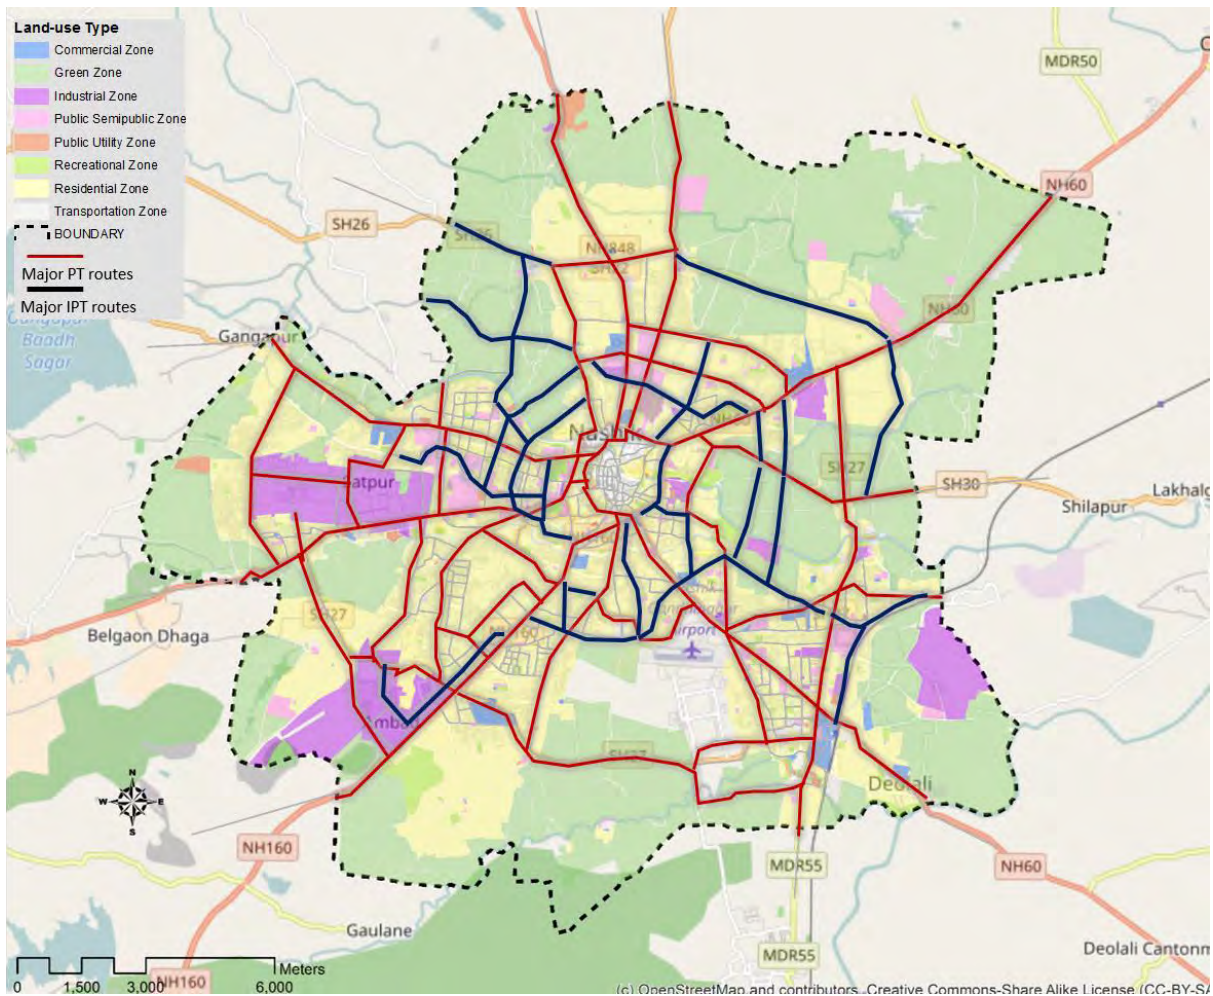 Land-use Type
Commercial Zone
Green Zone
Industrial Zone
Public Semipublic Zone
Public Utility Zone
Recreational Zone
Residential Zone
Transportation Zone
BOUNDARY
Major PT routes
Major IPT routes
MDR50
NH60
SH26
SH26
NH848
NH60
Gangapur
Baadh
Sagar
Gangapur
Nashik
SH27
Satpur
SH30
Shilapur
NH160
SH27
Belgaon Dhaga
NH160
Airport
Ambad
SH37
Deolali
N
W
E
S
NH160
MDR55
NH60
Gaulane
MDR55
Deolali Cantonm
Meters
0
1,500
3,000
6,000
NH160
(c) OpenStreetMap and contributors, Creative Commons-Share Alike License (CC-BY-SA